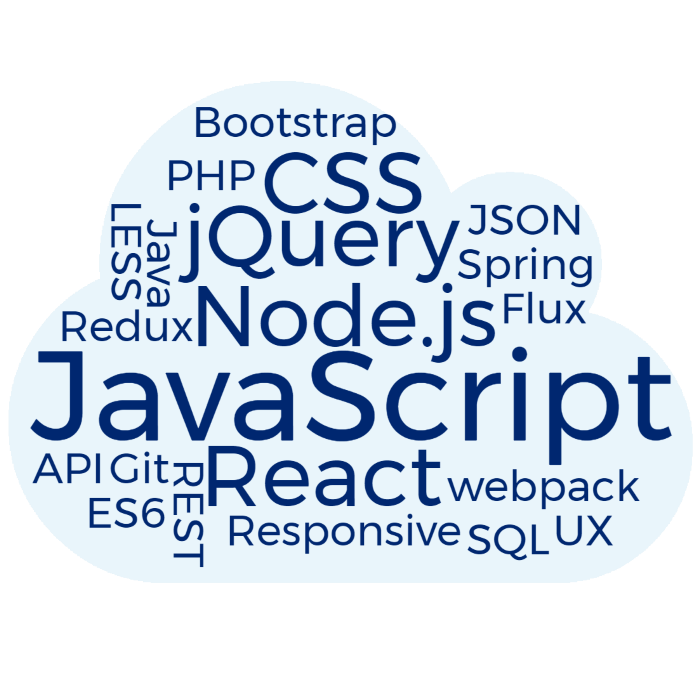 Bootstrap
PHP
CSS
LESS
Java
jQuery
JSON
Spring
Redux
Node.js
Flux
JavaScript
API
Git
REST
React
webpack
ES6
Responsive
SQL
UX